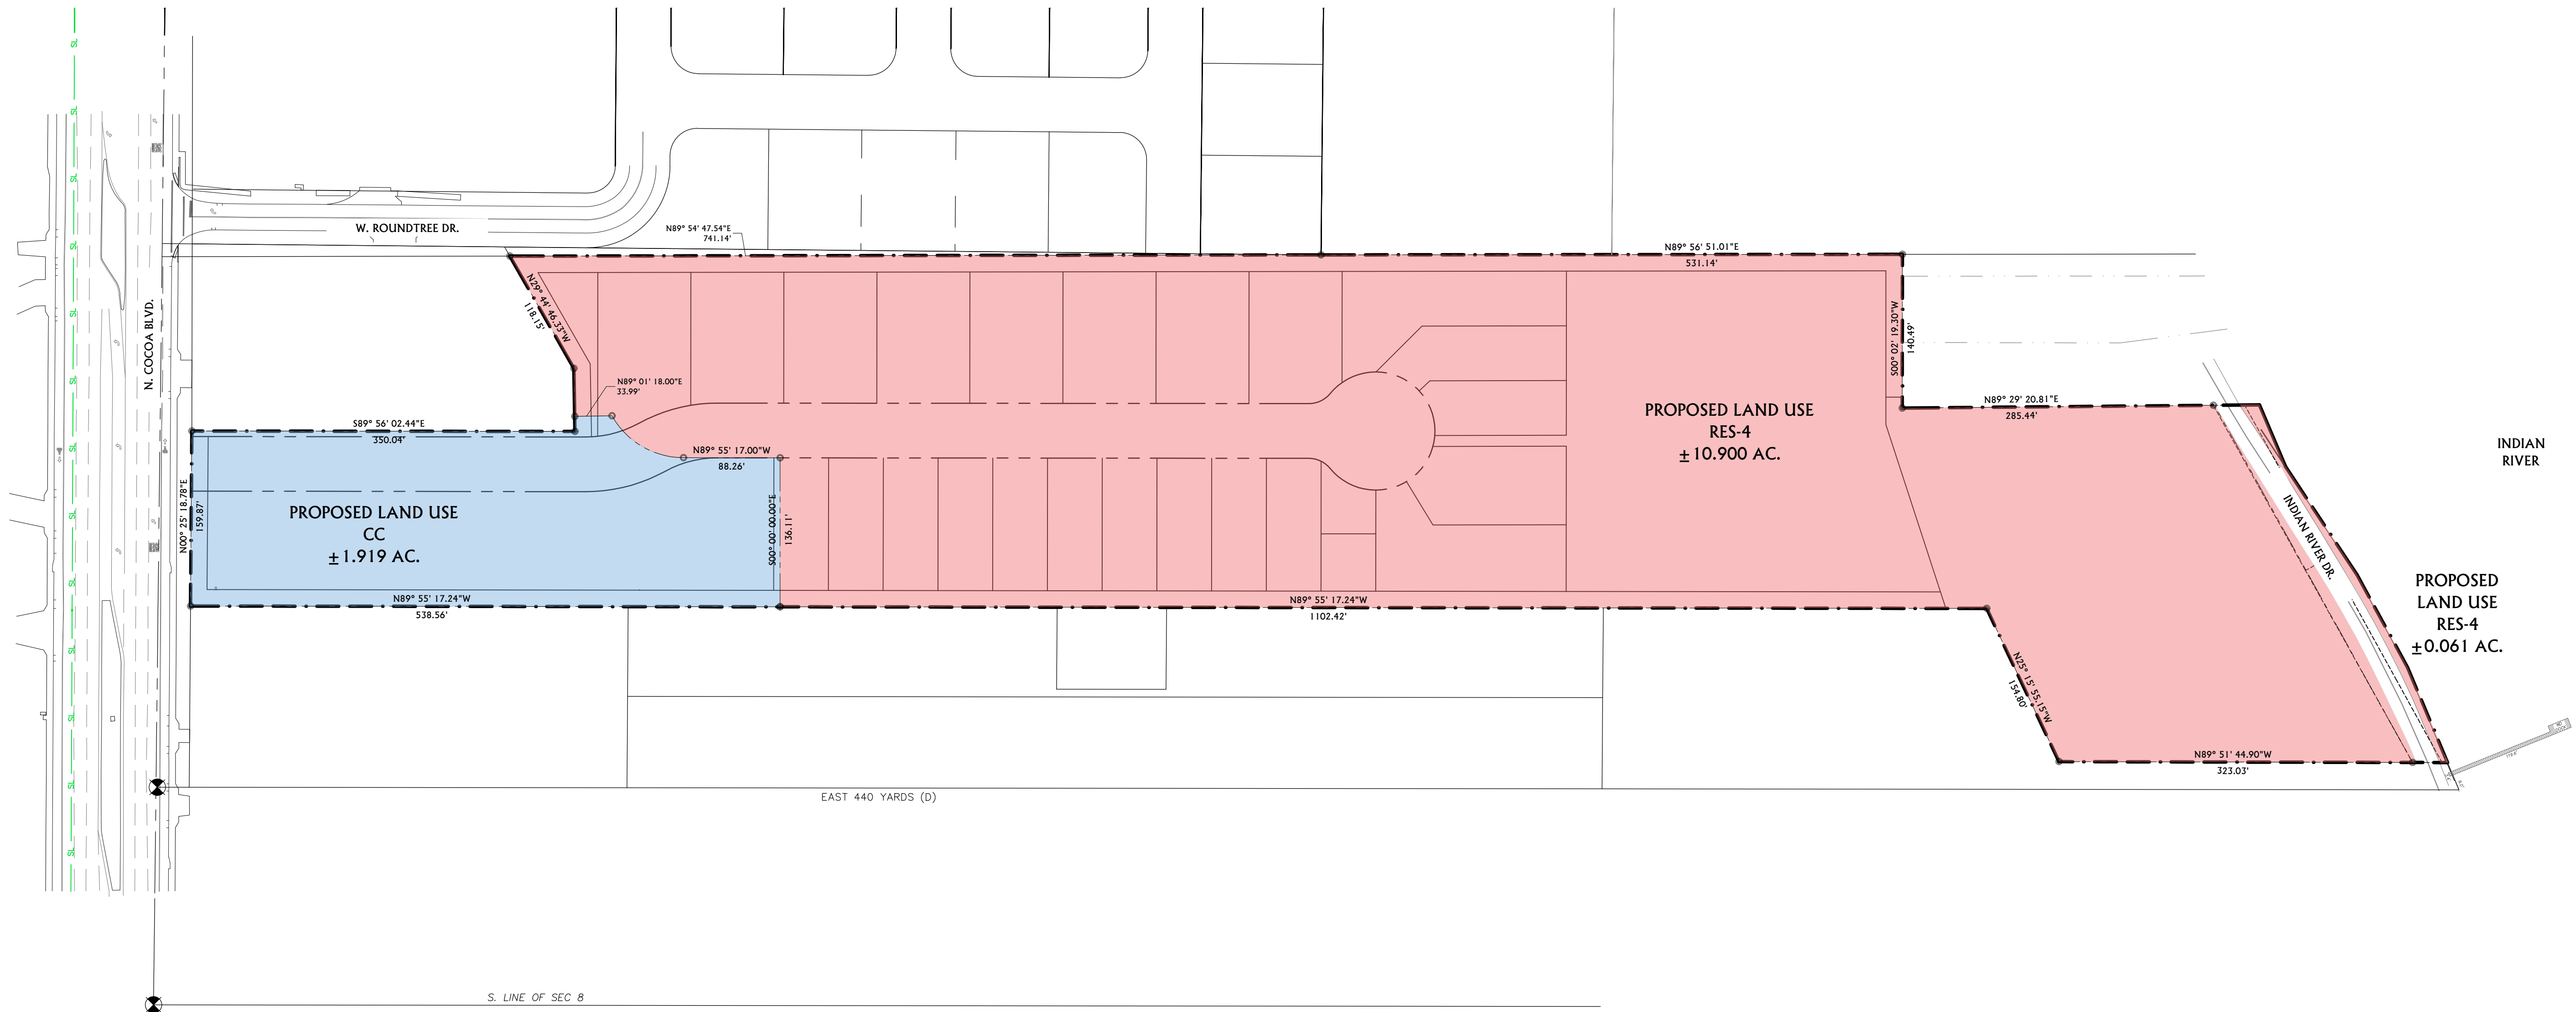 W. ROUNDTREE DR.
N. COCOA BLVD.
N89° 54' 47.54"E
741.14'
N89° 56' 51.01"E
531.14'
N29° 44' 46.33"W
118.15'
S00° 02' 19.30"W
140.49'
N89° 01' 18.00"E
33.99'
N89° 29' 20.81"E
285.44'
S89° 56' 02.44"E
350.04'
N89° 55' 17.00"W
88.26'
PROPOSED LAND USE
RES-4
±10.900 AC.
INDIAN
RIVER
N00° 25' 18.78"E
159.87'
PROPOSED LAND USE
CC
±1.919 AC.
S00° 00' 00.00"E
136.11'
INDIAN RIVER DR.
PROPOSED
LAND USE
RES-4
±0.061 AC.
N89° 55' 17.24"W
538.56'
N89° 55' 17.24"W
1102.42'
N25° 15' 55.15"W
154.80'
N89° 51' 44.90"W
323.03'
EAST 440 YARDS (D)
S. LINE OF SEC 8